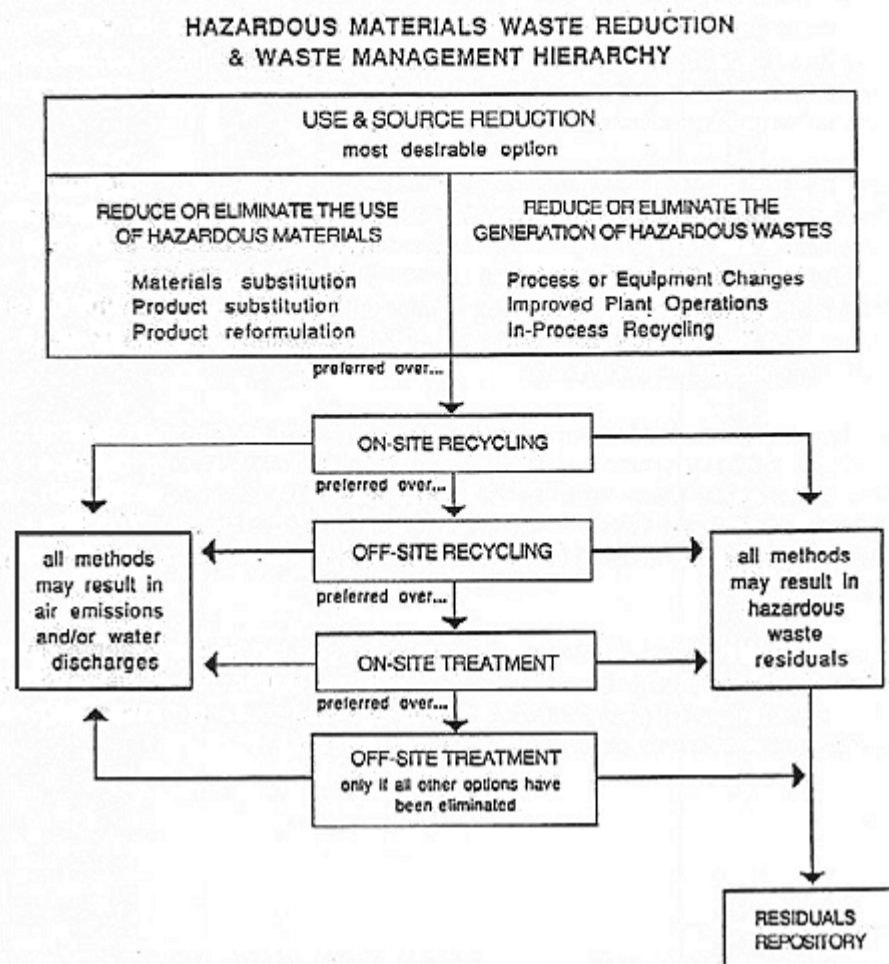 HAZARDOUS MATERIALS WASTE REDUCTION
& WASTE MANAGEMENT HIERARCHY
USE & SOURCE REDUCTION
most desirable option
REDUCE OR ELIMINATE THE USE
OF HAZARDOUS MATERIALS
Materials substitution
Product substitution
Product reformulation
REDUCE OR ELIMINATE THE
GENERATION OF HAZARDOUS WASTES
Process or Equipment Changes
Improved Plant Operations
In-Process Recycling
preferred over...
ON-SITE RECYCLING
preferred over...
OFF-SITE RECYCLING
preferred over...
ON-SITE TREATMENT
preferred over...
OFF-SITE TREATMENT
only if all other options have
been eliminated
all methods
may result in
air emissions
and/or water
discharges
all methods
may result in
hazardous
waste
residuals
RESIDUALS
REPOSITORY